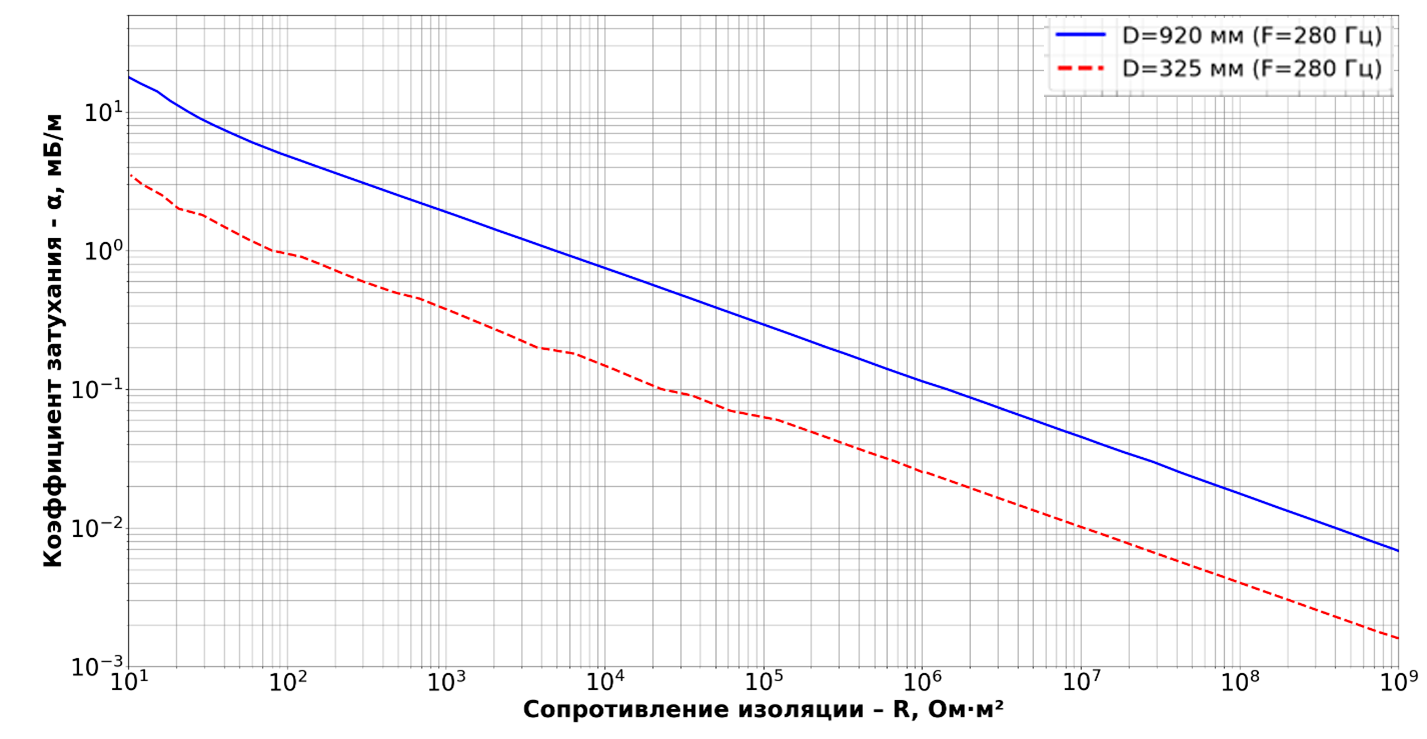 D=920 мм (F=280 Гц)
D=325 мм (F=280 Гц)
Коэффициент затухания - α, мБ/м
10¹
10⁰
10⁻¹
10⁻²
10⁻³
10¹ 10² 10³ 10⁴ 10⁵ 10⁶ 10⁷ 10⁸ 10⁹
Сопротивление изоляции – R, Ом·м²